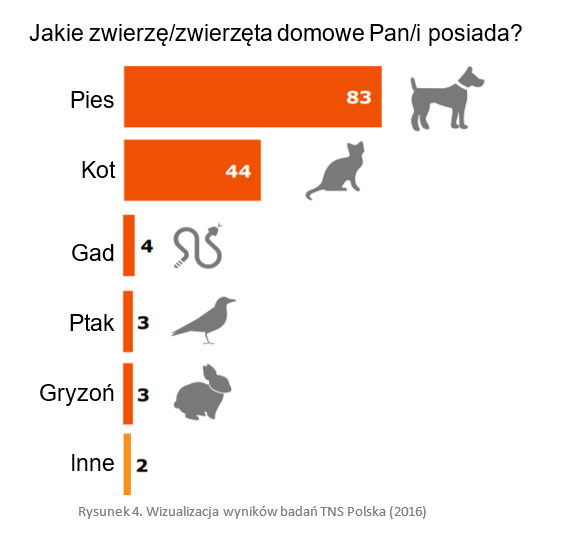 Jakie zwierzę/zwierzęta domowe Pan/i posiada?
Pies 83
Kot 44
Gad 4
Ptak 3
Gryzoń 3
Inne 2
Rysunek 4. Wizualizacja wyników badań TNS Polska (2016)